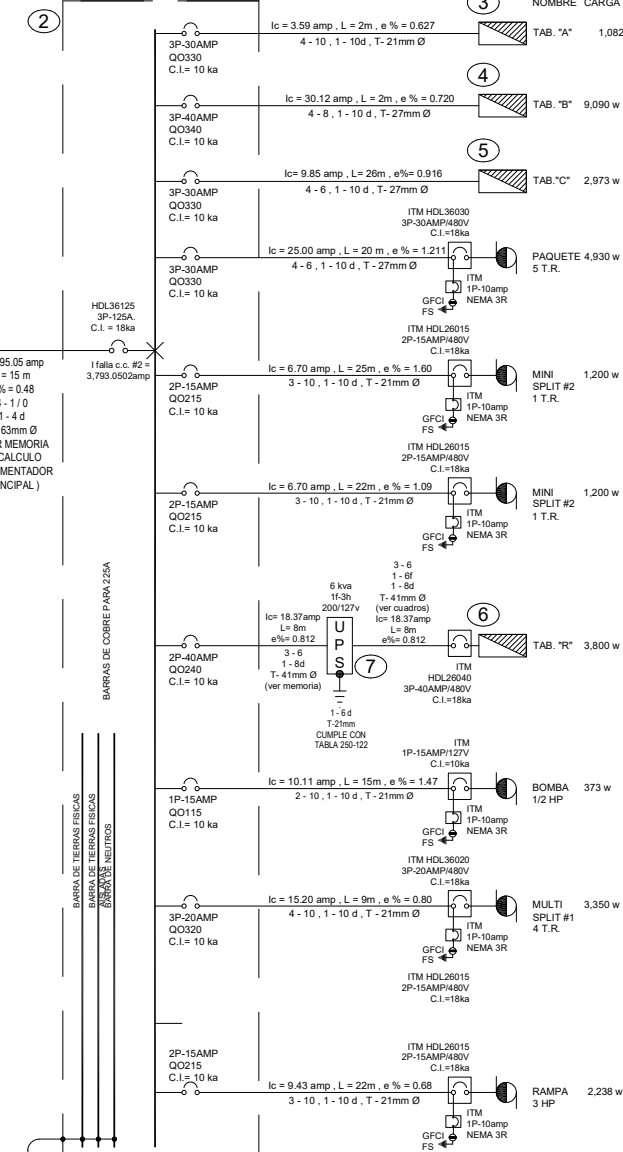 2
3
NOMBRE CARGA
Ic = 3.59 amp , L = 2m , e % = 0.627
4 - 10 , 1 - 10d , T- 21mm Ø
3P-30AMP
QO330
C.I.= 10 ka
TAB. "A" 1,082
4
Ic = 30.12 amp , L = 2m , e % = 0.720
4 - 8 , 1 - 10 d , T- 27mm Ø
3P-40AMP
QO340
C.I.= 10 ka
TAB. "B" 9,090 w
5
Ic= 9.85 amp , L= 26m , e%= 0.916
4 - 6 , 1 - 10 d , T- 27mm Ø
3P-30AMP
QO330
C.I.= 10 ka
TAB."C" 2,973 w
ITM HDL36030
3P-30AMP/480V
C.I.=18ka
Ic = 25.00 amp , L = 20 m , e % = 1.211
4 - 6 , 1 - 10 d , T - 27mm Ø
3P-30AMP
QO330
C.I.= 10 ka
PAQUETE 4,930 w
5 T.R.
ITM
1P-10amp
NEMA 3R
GFCI
FS
HDL36125
3P-125A.
C.I. = 18ka
I falla c.c. #2 =
3,793.0502amp
95.05 amp
= 15 m
% = 0.48
- 1 / 0
1 - 4 d
63mm Ø
R MEMORIA
CALCULO
MENTADOR
NCIPAL )
ITM HDL26015
2P-15AMP/480V
C.I.=18ka
Ic = 6.70 amp , L = 25m , e % = 1.60
3 - 10 , 1 - 10 d , T - 21mm Ø
2P-15AMP
QO215
C.I.= 10 ka
MINI 1,200 w
SPLIT #2
1 T.R.
ITM
1P-10amp
NEMA 3R
GFCI
FS
ITM HDL26015
2P-15AMP/480V
C.I.=18ka
Ic = 6.70 amp , L = 22m , e % = 1.09
3 - 10 , 1 - 10 d , T - 21mm Ø
2P-15AMP
QO215
C.I.= 10 ka
MINI 1,200 w
SPLIT #2
1 T.R.
ITM
1P-10amp
NEMA 3R
GFCI
FS
BARRAS DE COBRE PARA 225A
6 kva
1f-3h
200/127v
3 - 6
1 - 6f
1 - 8d
T- 41mm Ø
(ver cuadros)
Ic= 18.37amp
L= 8m
e%= 0.812
Ic= 18.37amp
L= 8m
e%= 0.812
3 - 6
1 - 8d
T- 41mm Ø
(ver memoria)
U
P
S
7
6
2P-40AMP
QO240
C.I.= 10 ka
TAB. "R" 3,800 w
ITM
HDL26040
3P-40AMP/480V
C.I.=18ka
1 - 6 d
T-21mm
CUMPLE CON
TABLA 250-122
ITM
1P-15AMP/127V
C.I.=10ka
Ic = 10.11 amp , L = 15m , e % = 1.47
2 - 10 , 1 - 10 d , T - 21mm Ø
1P-15AMP
QO115
C.I.= 10 ka
BOMBA 373 w
1/2 HP
ITM
1P-10amp
NEMA 3R
GFCI
FS
BARRA DE TIERRAS FISICAS
BARRA DE TIERRAS FISICAS
AISLADAS
BARRA DE NEUTROS
ITM HDL36020
3P-20AMP/480V
C.I.=18ka
Ic = 15.20 amp , L = 9m , e % = 0.80
4 - 10 , 1 - 10 d , T - 21mm Ø
3P-20AMP
QO320
C.I.= 10 ka
MULTI 3,350 w
SPLIT #1
4 T.R.
ITM
1P-10amp
NEMA 3R
GFCI
FS
ITM HDL26015
2P-15AMP/480V
C.I.=18ka
ITM HDL26015
2P-15AMP/480V
C.I.=18ka
2P-15AMP
QO215
C.I.= 10 ka
Ic = 9.43 amp , L = 22m , e % = 0.68
3 - 10 , 1 - 10 d , T - 21mm Ø
RAMPA 2,238 w
3 HP
ITM
1P-10amp
NEMA 3R
GFCI
FS